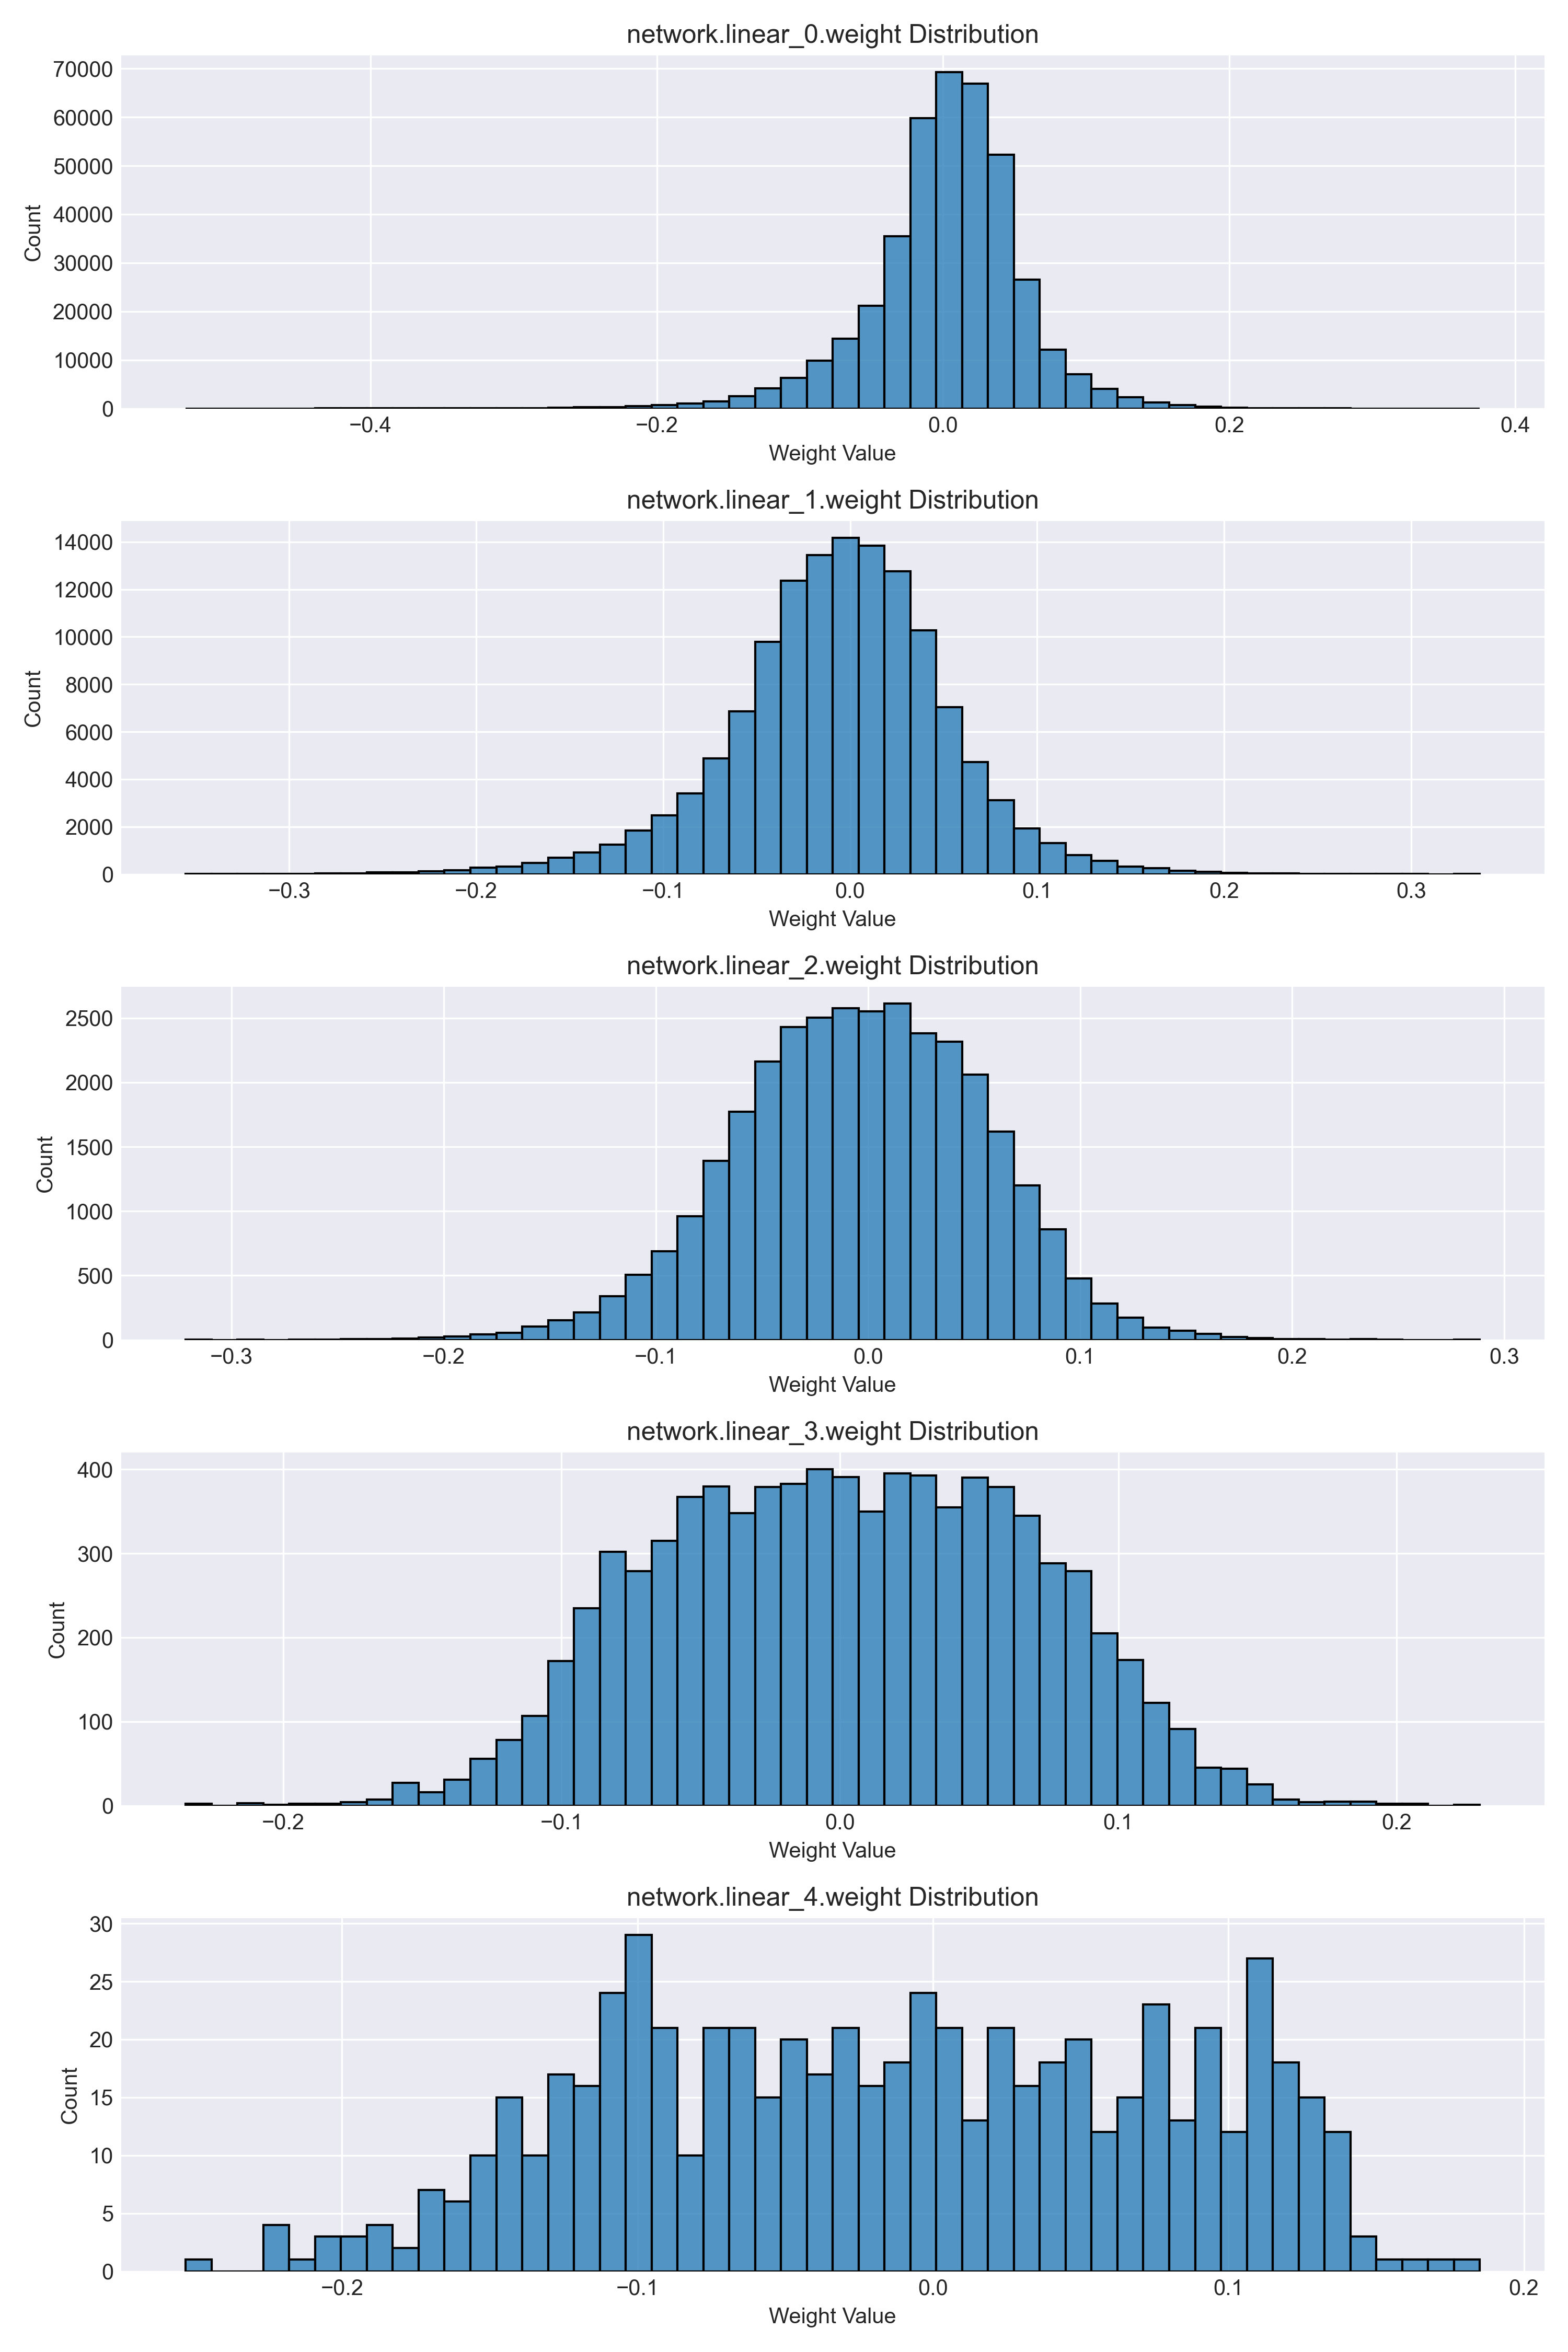 network.linear_0.weight Distribution
70000
60000
50000
40000
30000
20000
10000
0
Count
−0.4 −0.2 0.0 0.2 0.4
Weight Value
network.linear_1.weight Distribution
14000
12000
10000
8000
6000
4000
2000
0
Count
−0.3 −0.2 −0.1 0.0 0.1 0.2 0.3
Weight Value
network.linear_2.weight Distribution
2500
2000
1500
1000
500
0
Count
−0.3 −0.2 −0.1 0.0 0.1 0.2 0.3
Weight Value
network.linear_3.weight Distribution
400
300
200
100
0
Count
−0.2 −0.1 0.0 0.1 0.2
Weight Value
network.linear_4.weight Distribution
30
25
20
15
10
5
0
Count
−0.2 −0.1 0.0 0.1 0.2
Weight Value